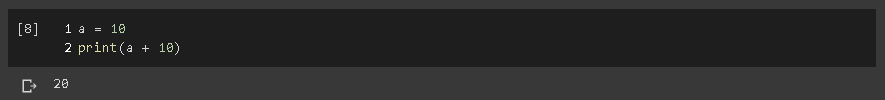 [8] 1 a = 10
2 print(a + 10)
20